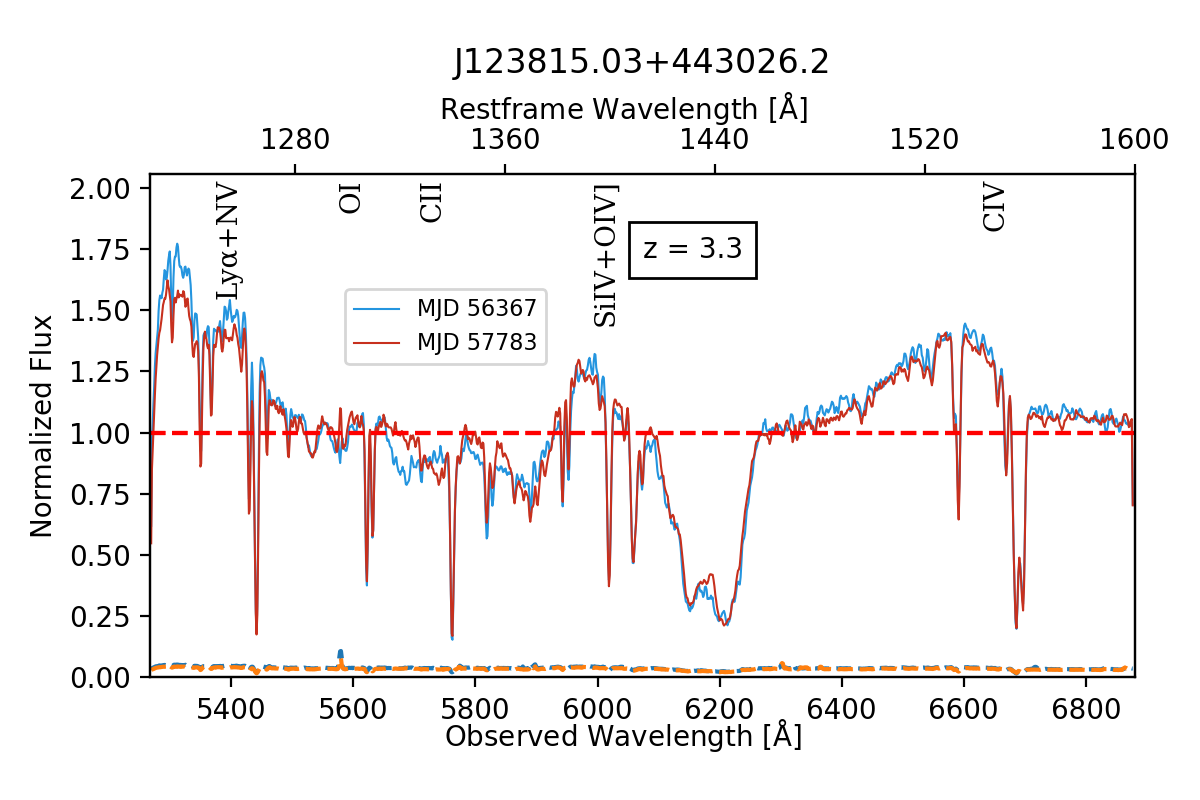 J123815.03+443026.2
Restframe Wavelength [Å]
1280 1360 1440 1520 1600
2.00
1.75
1.50
1.25
1.00
0.75
0.50
0.25
0.00
Normalized Flux
Lyα+NV
OI
CII
SiIV+OIV]
CIV
z = 3.3
MJD 56367
MJD 57783
5400 5600 5800 6000 6200 6400 6600 6800
Observed Wavelength [Å]